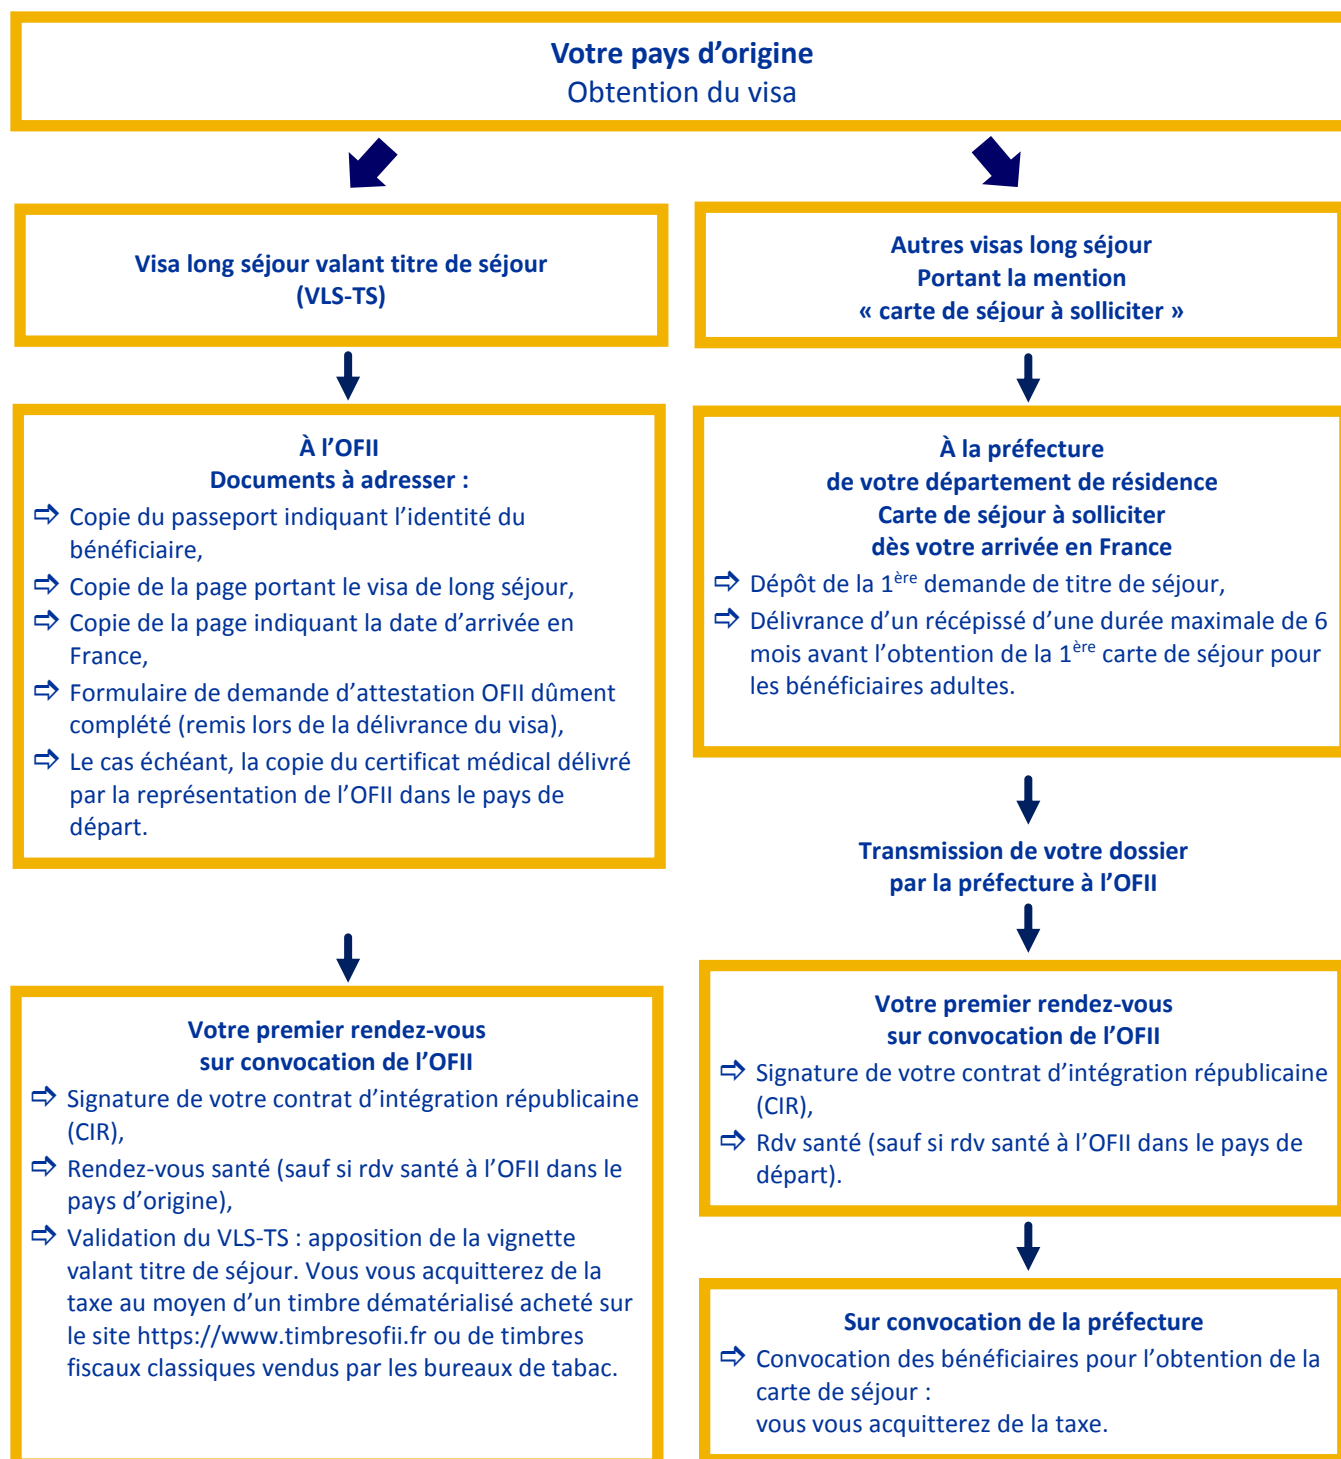 Votre pays d’origine
Obtention du visa
Visa long séjour valant titre de séjour
(VLS-TS)
À l’OFII
Documents à adresser :
⇨ Copie du passeport indiquant l’identité du
bénéficiaire,
⇨ Copie de la page portant le visa de long séjour,
⇨ Copie de la page indiquant la date d’arrivée en
France,
⇨ Formulaire de demande d’attestation OFII dûment
complété (remis lors de la délivrance du visa),
⇨ Le cas échéant, la copie du certificat médical délivré
par la représentation de l’OFII dans le pays de
départ.
Votre premier rendez-vous
sur convocation de l’OFII
⇨ Signature de votre contrat d’intégration républicaine
(CIR),
⇨ Rendez-vous santé (sauf si rdv santé à l’OFII dans le
pays d’origine),
⇨ Validation du VLS-TS : apposition de la vignette
valant titre de séjour. Vous vous acquitterez de la
taxe au moyen d’un timbre dématérialisé acheté sur
le site https://www.timbresofii.fr ou de timbres
fiscaux classiques vendus par les bureaux de tabac.
Autres visas long séjour
Portant la mention
« carte de séjour à solliciter »
À la préfecture
de votre département de résidence
Carte de séjour à solliciter
dès votre arrivée en France
⇨ Dépôt de la 1ère demande de titre de séjour,
⇨ Délivrance d’un récépissé d’une durée maximale de 6
mois avant l’obtention de la 1ère carte de séjour pour
les bénéficiaires adultes.
Transmission de votre dossier
par la préfecture à l’OFII
Votre premier rendez-vous
sur convocation de l’OFII
⇨ Signature de votre contrat d’intégration républicaine
(CIR),
⇨ Rdv santé (sauf si rdv santé à l’OFII dans le pays de
départ).
Sur convocation de la préfecture
⇨ Convocation des bénéficiaires pour l’obtention de la
carte de séjour :
vous vous acquitterez de la taxe.